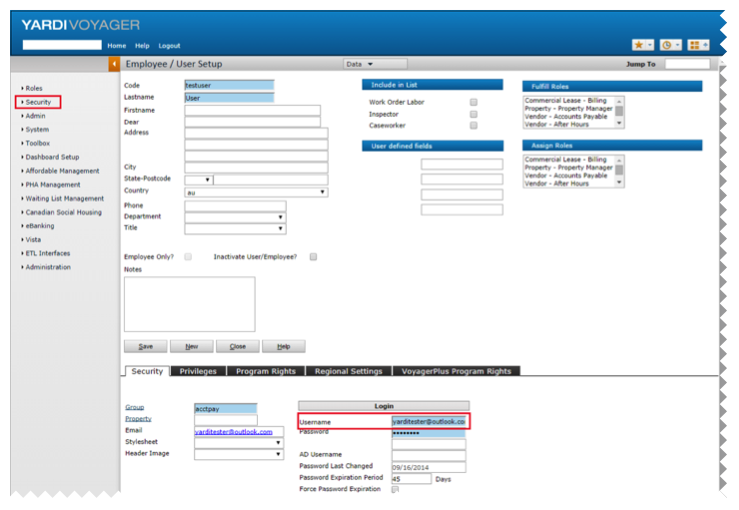 YARDI VOYAGER
Home Help Logout
Employee / User Setup
Data
Jump To
Roles
Security
Admin
System
Toolbox
Dashboard Setup
Affordable Management
PHA Management
Waiting List Management
Canadian Social Housing
eBanking
Vista
ETL Interfaces
Administration
Code testuser
Lastname User
Firstname
Dear
Address
City
State-Postcode
Country au
Phone
Department
Title
Employee Only? Inactivate User/Employee?
Notes
Include in List
Work Order Labor
Inspector
Caseworker
User defined fields
Fulfill Roles
Commercial Lease - Billing
Property - Property Manager
Vendor - Accounts Payable
Vendor - After Hours
Assign Roles
Commercial Lease - Billing
Property - Property Manager
Vendor - Accounts Payable
Vendor - After Hours
Save New Close Help
Security Privileges Program Rights Regional Settings VoyagerPlus Program Rights
Group acctpay
Property
Email yarditester@outlook.com
Stylesheet
Header Image
Login
Username yarditester@outlook.co
Password ••••••••
AD Username
Password Last Changed 09/16/2014
Password Expiration Period 45 Days
Force Password Expiration